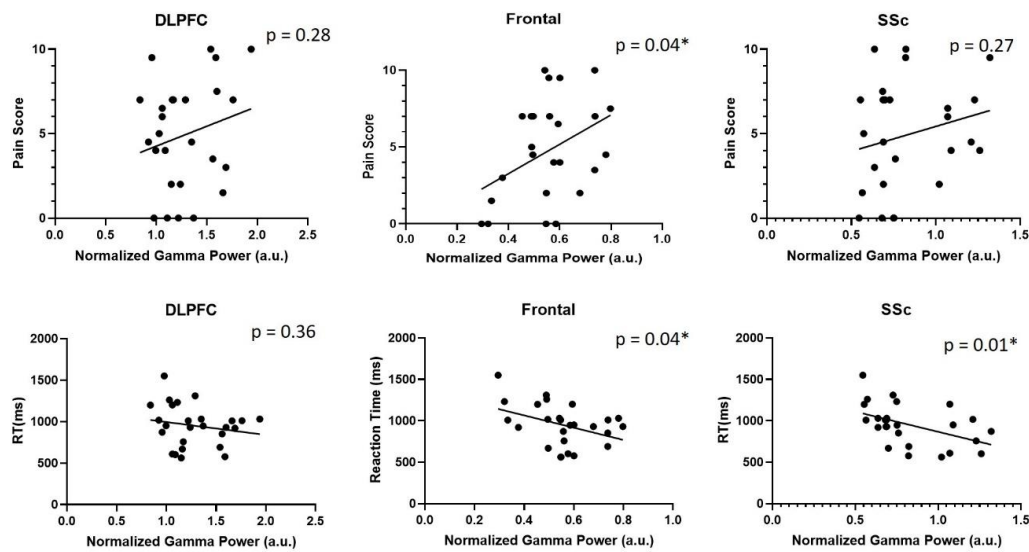 DLPFC
p = 0.28
Pain Score
10
5
0
0.0 0.5 1.0 1.5 2.0 2.5
Normalized Gamma Power (a.u.)
Frontal
p = 0.04*
Pain Score
10
5
0
0.0 0.2 0.4 0.6 0.8 1.0
Normalized Gamma Power (a.u.)
SSc
p = 0.27
Pain Score
10
5
0
0.0 0.5 1.0 1.5
Normalized Gamma Power (a.u.)
DLPFC
p = 0.36
RT(ms)
2000
1500
1000
500
0
0.0 0.5 1.0 1.5 2.0 2.5
Normalized Gamma Power (a.u.)
Frontal
p = 0.04*
Reaction Time (ms)
2000
1500
1000
500
0
0.0 0.2 0.4 0.6 0.8 1.0
Normalized Gamma Power (a.u.)
SSc
p = 0.01*
RT(ms)
2000
1500
1000
500
0
0.0 0.5 1.0 1.5
Normalized Gamma Power (a.u.)